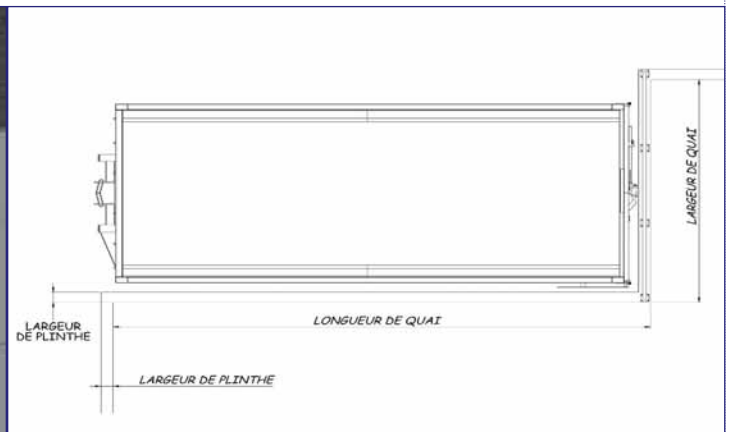 LARGEUR DE QUAI
LARGEUR
DE PLINTHE
LONGUEUR DE QUAI
LARGEUR DE PLINTHE